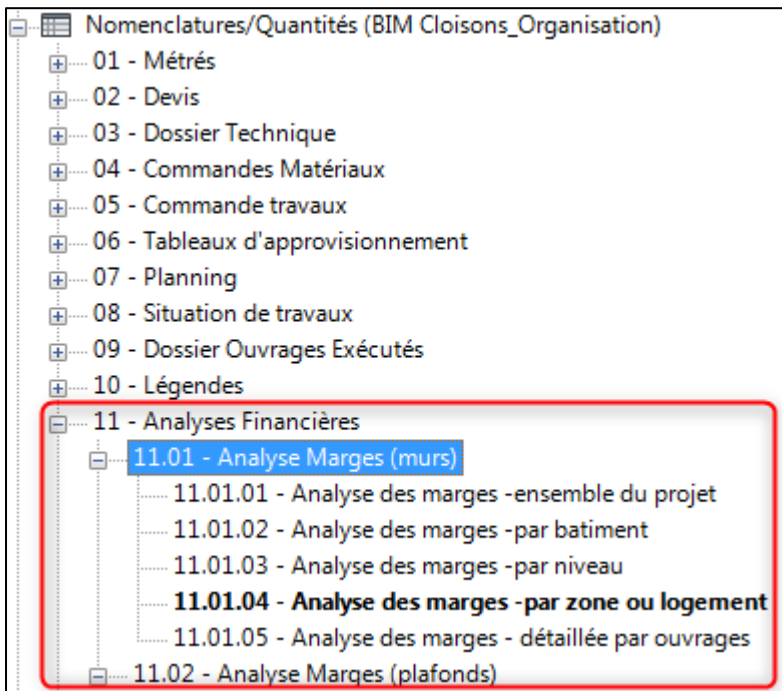 Nomenclatures/Quantités (BIM Cloisons_Organisation)
01 - Métrés
02 - Devis
03 - Dossier Technique
04 - Commandes Matériaux
05 - Commande travaux
06 - Tableaux d'approvisionnement
07 - Planning
08 - Situation de travaux
09 - Dossier Ouvrages Exécutés
10 - Légendes
11 - Analyses Financières
11.01 - Analyse Marges (murs)
11.01.01 - Analyse des marges -ensemble du projet
11.01.02 - Analyse des marges -par batiment
11.01.03 - Analyse des marges -par niveau
11.01.04 - Analyse des marges -par zone ou logement
11.01.05 - Analyse des marges - détaillée par ouvrages
11.02 - Analyse Marges (plafonds)